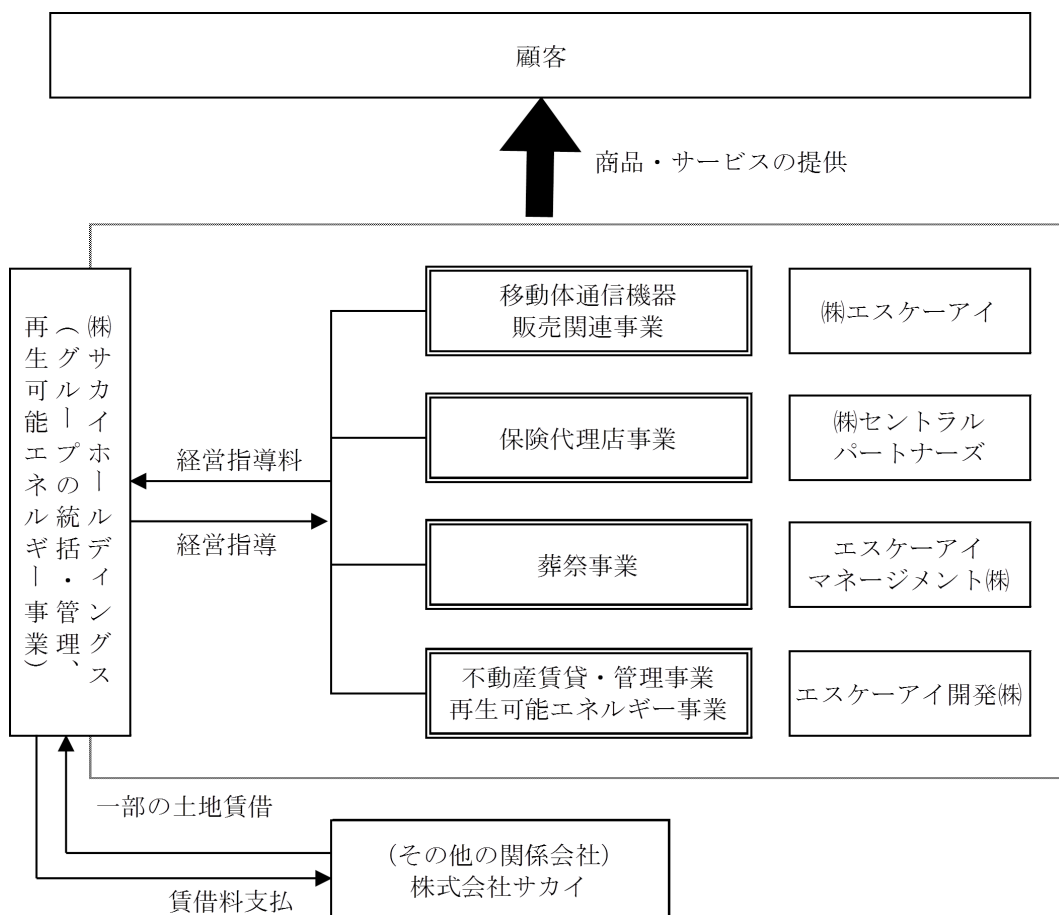 顧客
商品・サービスの提供
㈱サカイホールディングス
（グループの統括・管理、
再生可能エネルギー事業）
移動体通信機器
販売関連事業
㈱エスケーアイ
保険代理店事業
㈱セントラル
パートナーズ
経営指導料
経営指導
葬祭事業
エスケーアイ
マネージメント㈱
不動産賃貸・管理事業
再生可能エネルギー事業
エスケーアイ開発㈱
一部の土地賃借
（その他の関係会社）
株式会社サカイ
賃借料支払